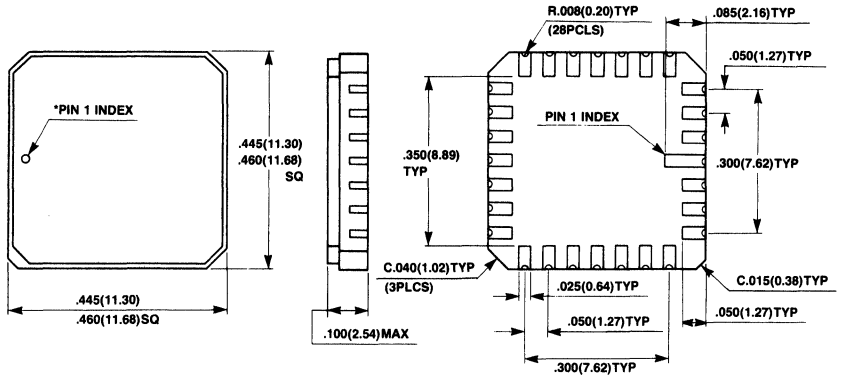 R.008(0.20)TYP
(28PCLS)
.085(2.16)TYP
.050(1.27)TYP
*PIN 1 INDEX
PIN 1 INDEX
.445(11.30)
.460(11.68)
SQ
.350(8.89)
TYP
.300(7.62)TYP
C.040(1.02)TYP
(3PLCS)
.025(0.64)TYP
C.015(0.38)TYP
.445(11.30)
.460(11.68)SQ
.050(1.27)TYP
.050(1.27)TYP
.100(2.54)MAX
.300(7.62)TYP